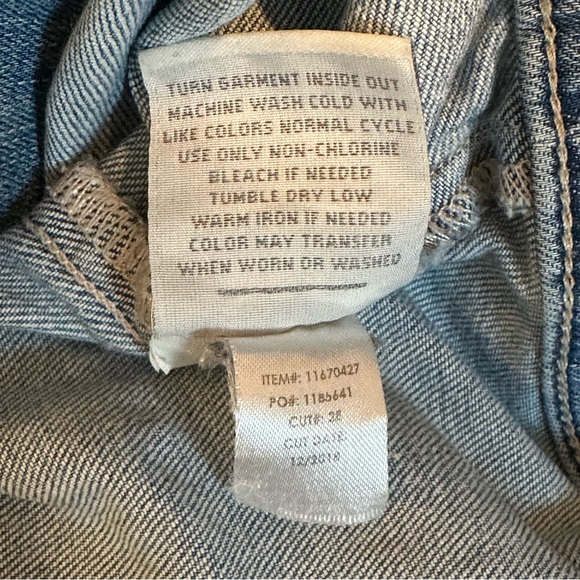 TURN GARMENT INSIDE OUT
MACHINE WASH COLD WITH
LIKE COLORS NORMAL CYCLE
USE ONLY NON-CHLORINE
BLEACH IF NEEDED
TUMBLE DRY LOW
WARM IRON IF NEEDED
COLOR MAY TRANSFER
WHEN WORN OR WASHED
ITEM#: 11670427
PO#: 1185641
CUT#: 38
CUT DATE:
12/2016